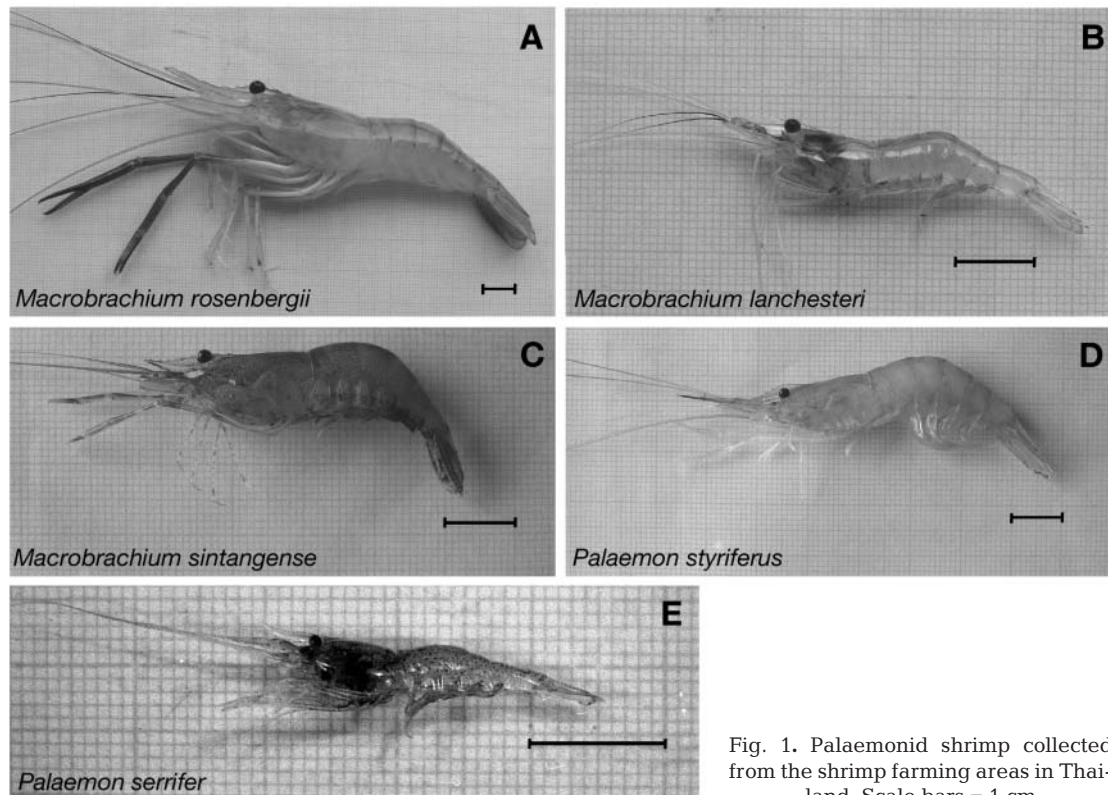 A
Macrobrachium rosenbergii
B
Macrobrachium lanchesteri
C
Macrobrachium sintangense
D
Palaemon styriferus
E
Palaemon serrifer
Fig. 1. Palaemonid shrimp collected
from the shrimp farming areas in Thai-
land. Scale bars = 1 cm